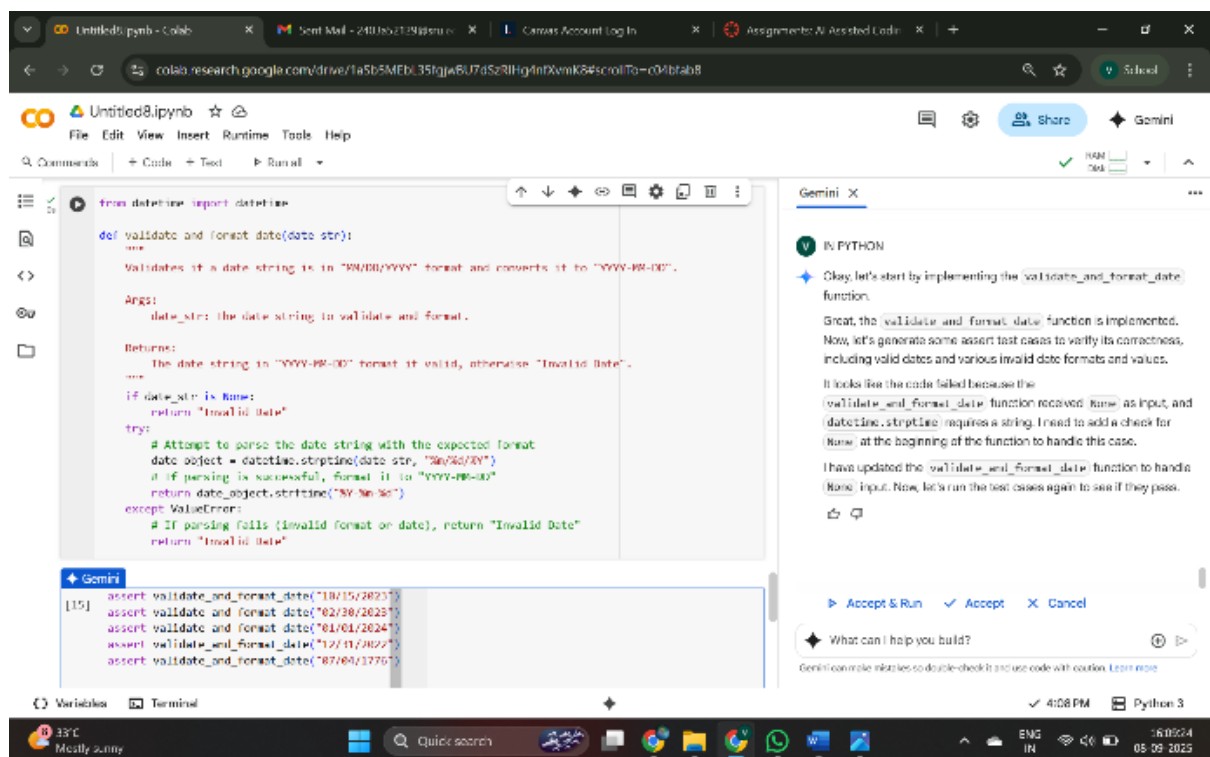 Untitled8.ipynb - Colab
Sent Mail - 2403a52129@sru.e
Canvas Account Log In
Assignments: AI Assisted Codin
colab.research.google.com/drive/
School
CO
Untitled8.ipynb
File Edit View Insert Runtime Tools Help
Share
Gemini
Commands + Code + Text Run all
RAM
Disk
from datetime import datetime
def validate_and_format_date(date_str):
"""
Validates if a date string is in "MM/DD/YYYY" format and converts it to "YYYY-MM-DD".
Args:
date_str: The date string to validate and format.
Returns:
The date string in "YYYY-MM-DD" format if valid, otherwise "Invalid Date".
"""
if date_str is None:
return "Invalid Date"
try:
# Attempt to parse the date string with the expected format
date_object = datetime.strptime(date_str, "%m/%d/%Y")
# If parsing is successful, format it to "YYYY-MM-DD"
return date_object.strftime("%Y-%m-%d")
except ValueError:
# If parsing fails (invalid format or date), return "Invalid Date"
return "Invalid Date"
Gemini
[15]
assert validate_and_format_date("10/15/2023")
assert validate_and_format_date("02/30/2023")
assert validate_and_format_date("01/01/2024")
assert validate_and_format_date("12/31/2022")
assert validate_and_format_date("07/04/1776")
Gemini
V IN PYTHON
Okay, let's start by implementing the validate_and_format_date
function.
Great, the validate_and_format_date function is implemented.
Now, let's generate some assert test cases to verify its correctness,
including valid dates and various invalid date formats and values.
It looks like the code failed because the
validate_and_format_date function received None as input, and
datetime.strptime requires a string. I need to add a check for
None at the beginning of the function to handle this case.
I have updated the validate_and_format_date function to handle
None input. Now, let's run the test cases again to see if they pass.
Accept & Run Accept Cancel
What can I help you build?
Gemini can make mistakes so double-check it and use code with caution. Learn more
Variables Terminal
4:08 PM Python 3
33°C
Mostly sunny
Quick search
ENG
IN
16:09:24
08-09-2025